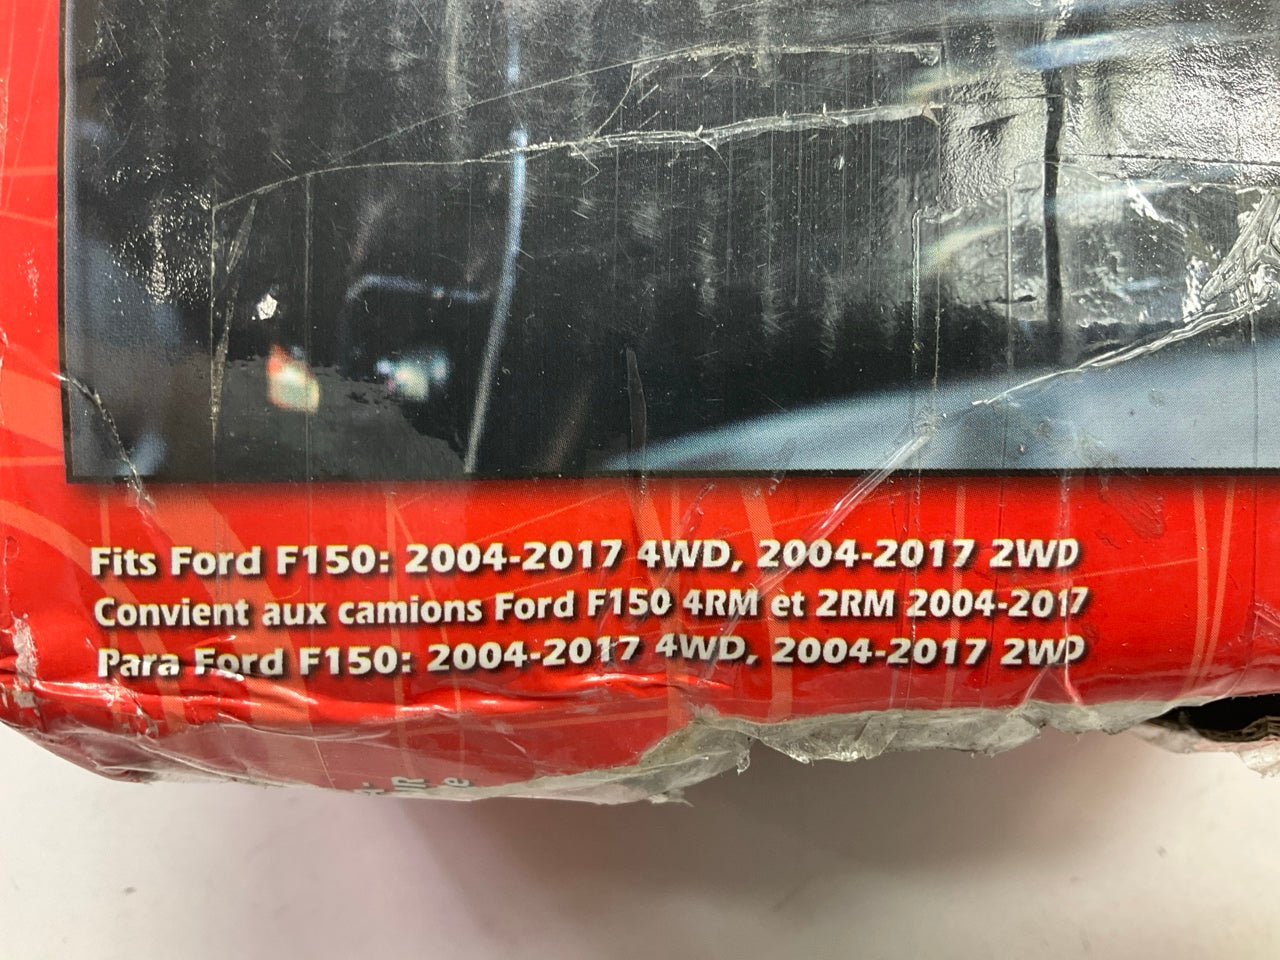 Fits Ford F150: 2004-2017 4WD, 2004-2017 2WD
Convient aux camions Ford F150 4RM et 2RM 2004-2017
Para Ford F150: 2004-2017 4WD, 2004-2017 2WD